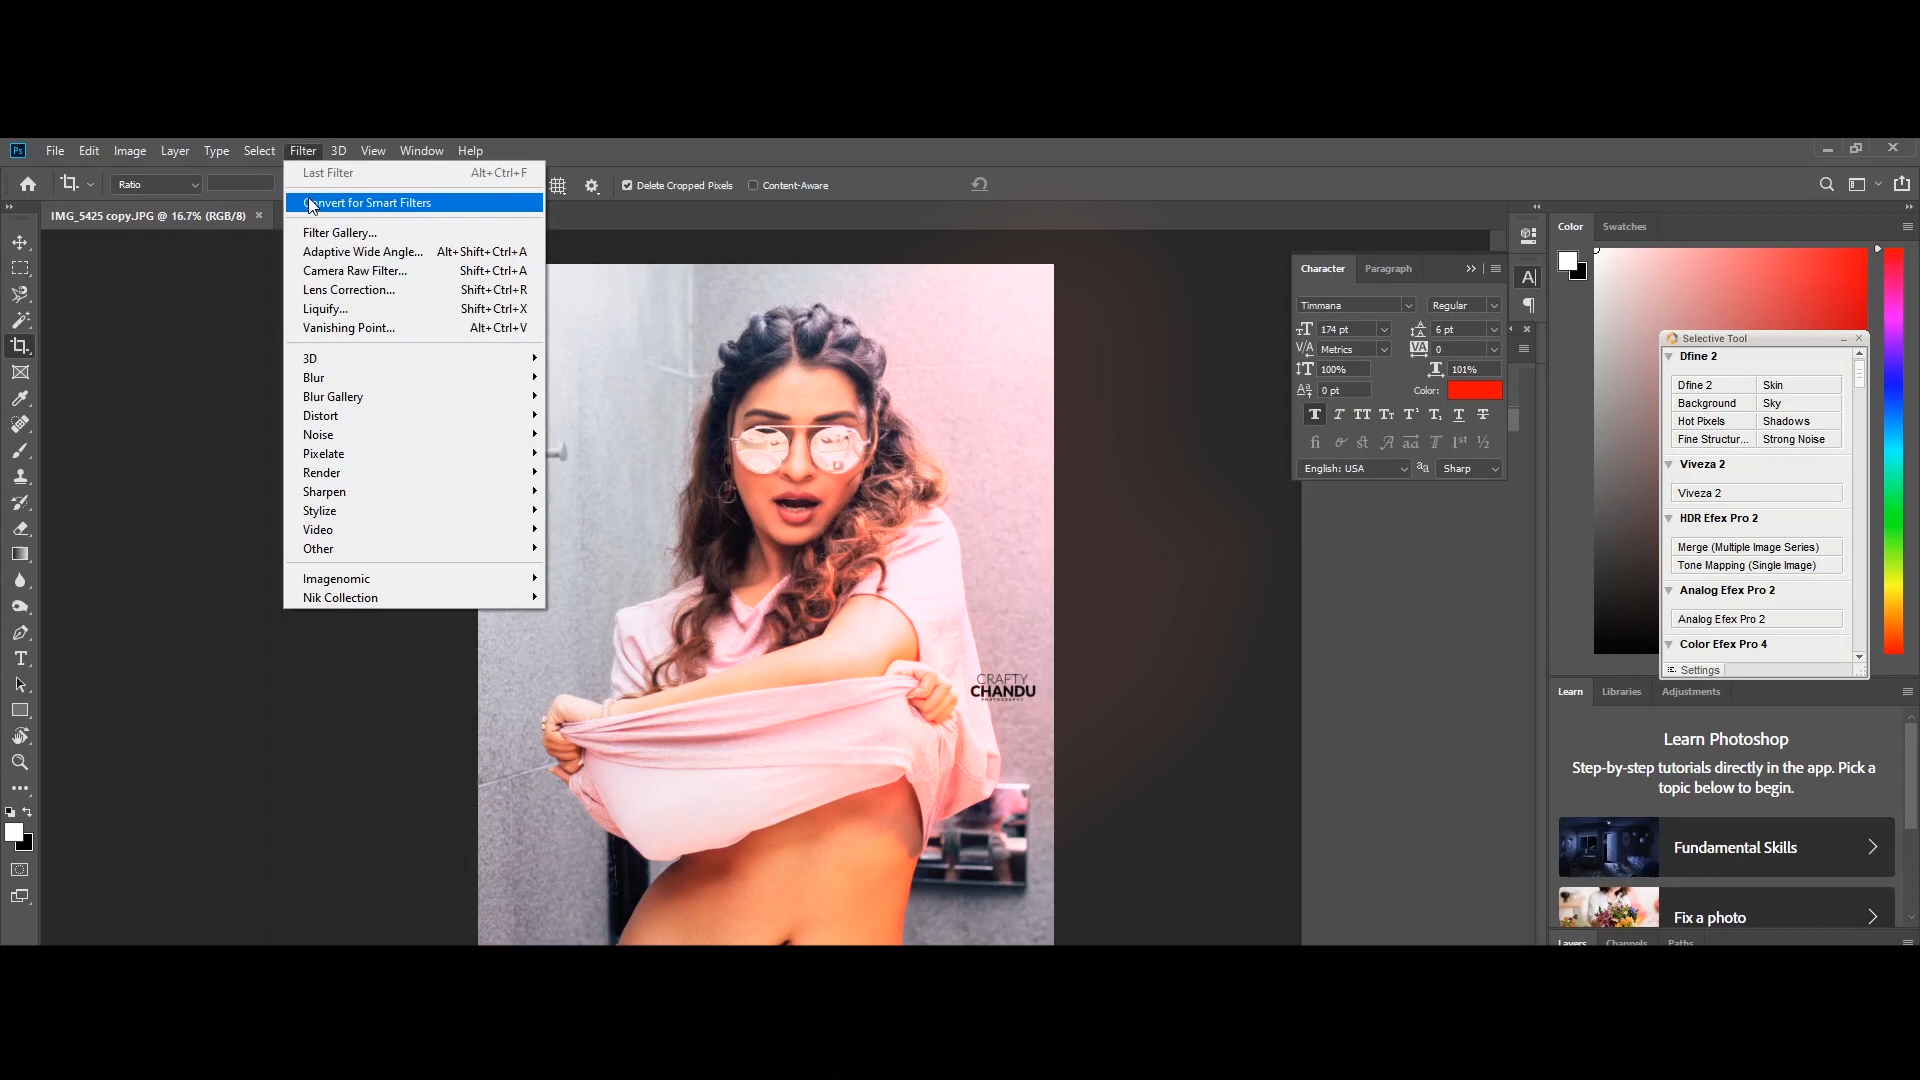 Ps File Edit Image Layer Type Select Filter 3D View Window Help
Ratio
Delete Cropped Pixels Content-Aware
IMG_5425 copy.JPG @ 16.7% (RGB/8) ×
Last Filter Alt+Ctrl+F
Convert for Smart Filters
Filter Gallery...
Adaptive Wide Angle... Alt+Shift+Ctrl+A
Camera Raw Filter... Shift+Ctrl+A
Lens Correction... Shift+Ctrl+R
Liquify... Shift+Ctrl+X
Vanishing Point... Alt+Ctrl+V
3D
Blur
Blur Gallery
Distort
Noise
Pixelate
Render
Sharpen
Stylize
Video
Other
Imagenomic
Nik Collection
CRAFTY
CHANDU
PHOTOGRAPHY
Character Paragraph
Timmana Regular
174 pt 6 pt
Metrics 0
100% 101%
0 pt Color:
English: USA Sharp
Color Swatches
Selective Tool
Dfine 2
Dfine 2 Skin
Background Sky
Hot Pixels Shadows
Fine Structur... Strong Noise
Viveza 2
Viveza 2
HDR Efex Pro 2
Merge (Multiple Image Series)
Tone Mapping (Single Image)
Analog Efex Pro 2
Analog Efex Pro 2
Color Efex Pro 4
Settings
Learn Libraries Adjustments
Learn Photoshop
Step-by-step tutorials directly in the app. Pick a
topic below to begin.
Fundamental Skills
Fix a photo
Layers Channels Paths